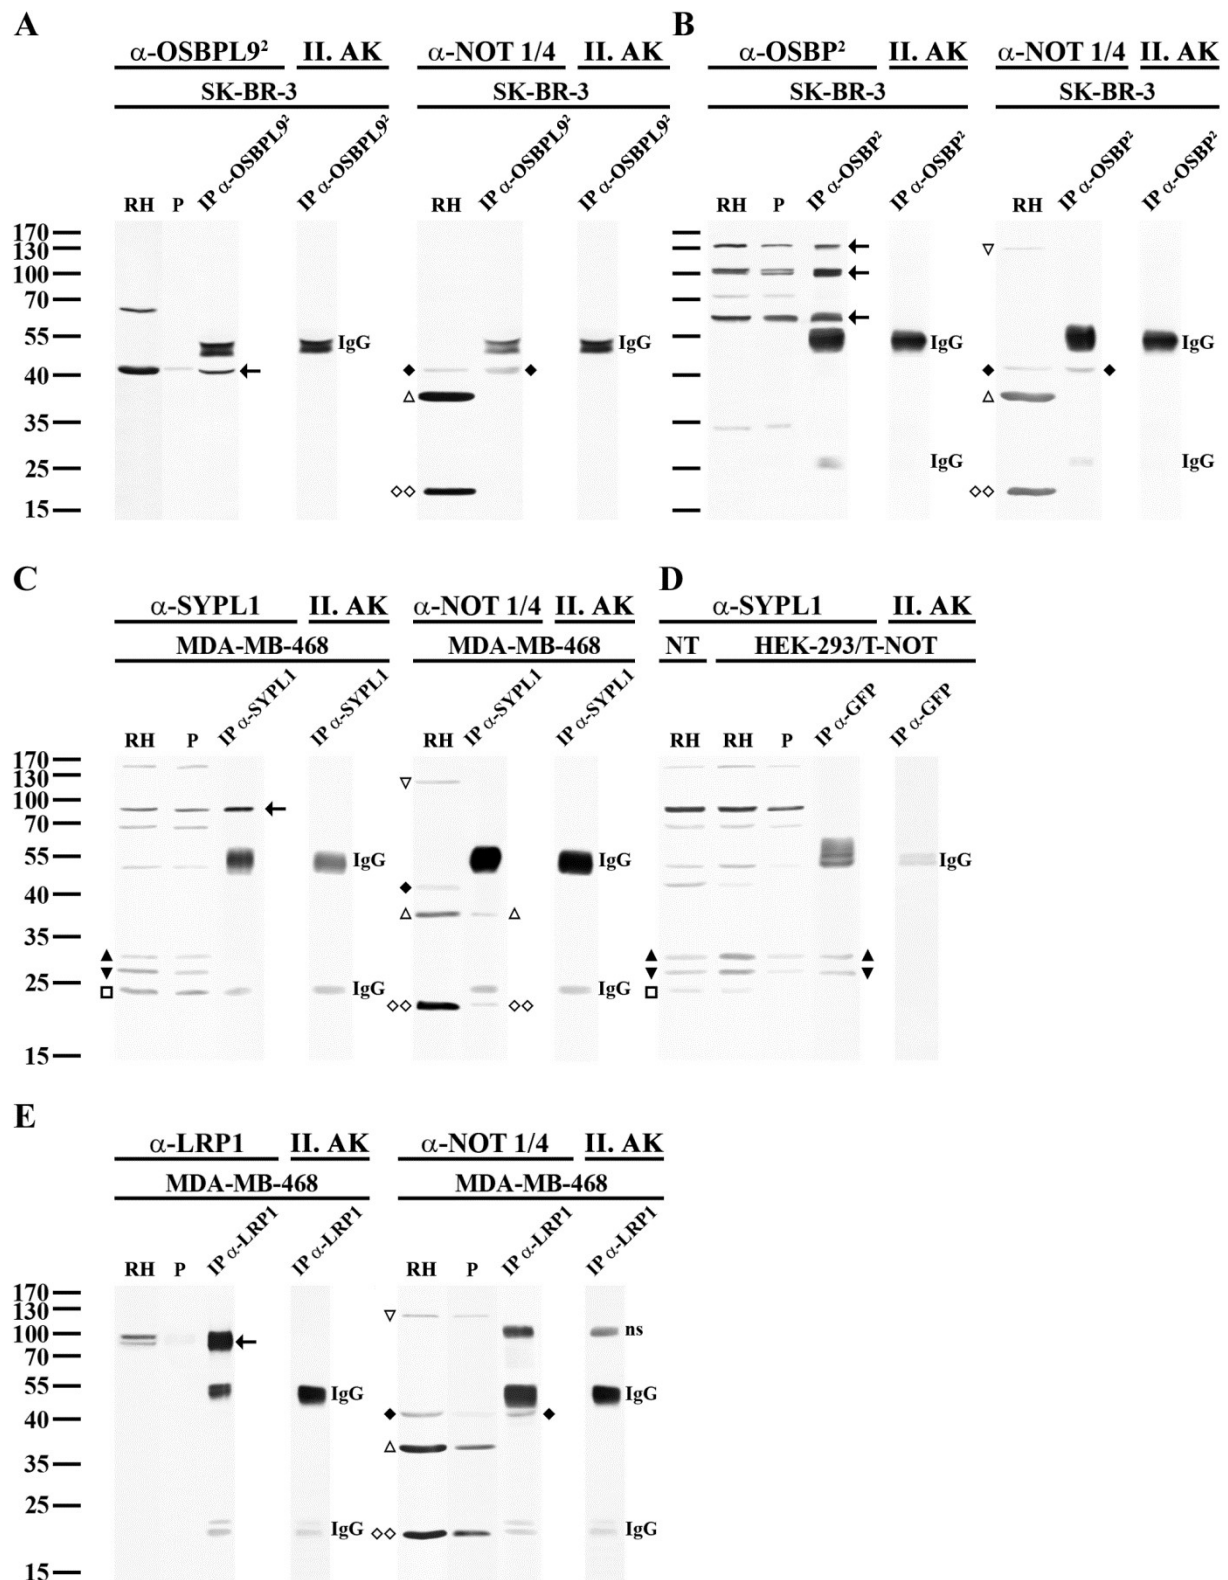 A
B
α-OSBPL9² II. AK α-NOT 1/4 II. AK α-OSBP² II. AK α-NOT 1/4 II. AK
SK-BR-3 SK-BR-3 SK-BR-3 SK-BR-3
RH P IP α-OSBPL9² IP α-OSBPL9² RH IP α-OSBPL9² IP α-OSBPL9² RH P IP α-OSBP² IP α-OSBP² RH IP α-OSBP² IP α-OSBP²
170
130
100
70
55 IgG IgG IgG IgG
40
35
25 IgG IgG
15
C
D
α-SYPL1 II. AK α-NOT 1/4 II. AK α-SYPL1 II. AK
MDA-MB-468 MDA-MB-468 NT HEK-293/T-NOT
RH P IP α-SYPL1 IP α-SYPL1 RH IP α-SYPL1 IP α-SYPL1 RH RH P IP α-GFP IP α-GFP
170
130
100
70
55 IgG IgG IgG
40
35
25 IgG IgG
15
E
α-LRP1 II. AK α-NOT 1/4 II. AK
MDA-MB-468 MDA-MB-468
RH P IP α-LRP1 IP α-LRP1 RH P IP α-LRP1 IP α-LRP1
170
130
100 ns
70
55 IgG IgG
40
35
25 IgG IgG
15